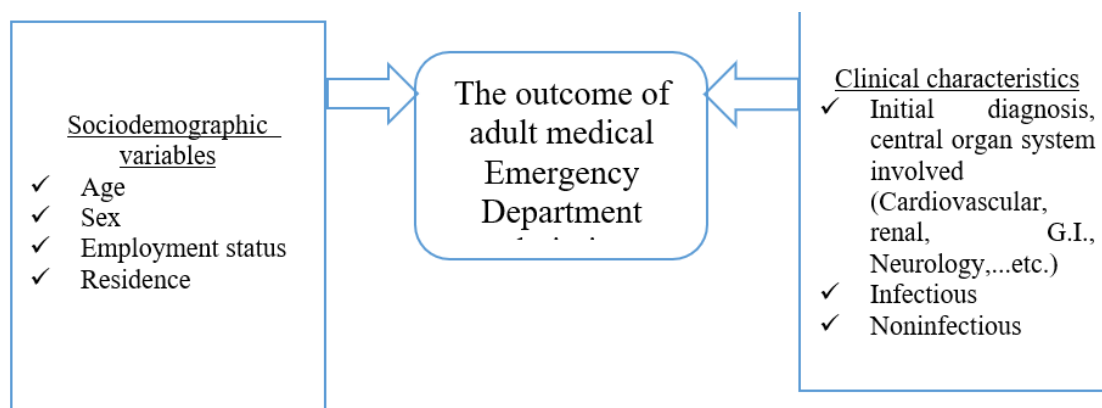 Sociodemographic
variables
✓ Age
✓ Sex
✓ Employment status
✓ Residence
The outcome of
adult medical
Emergency
Department
Clinical characteristics
✓ Initial diagnosis,
central organ system
involved
(Cardiovascular,
renal, G.I.,
Neurology,...etc.)
✓ Infectious
✓ Noninfectious